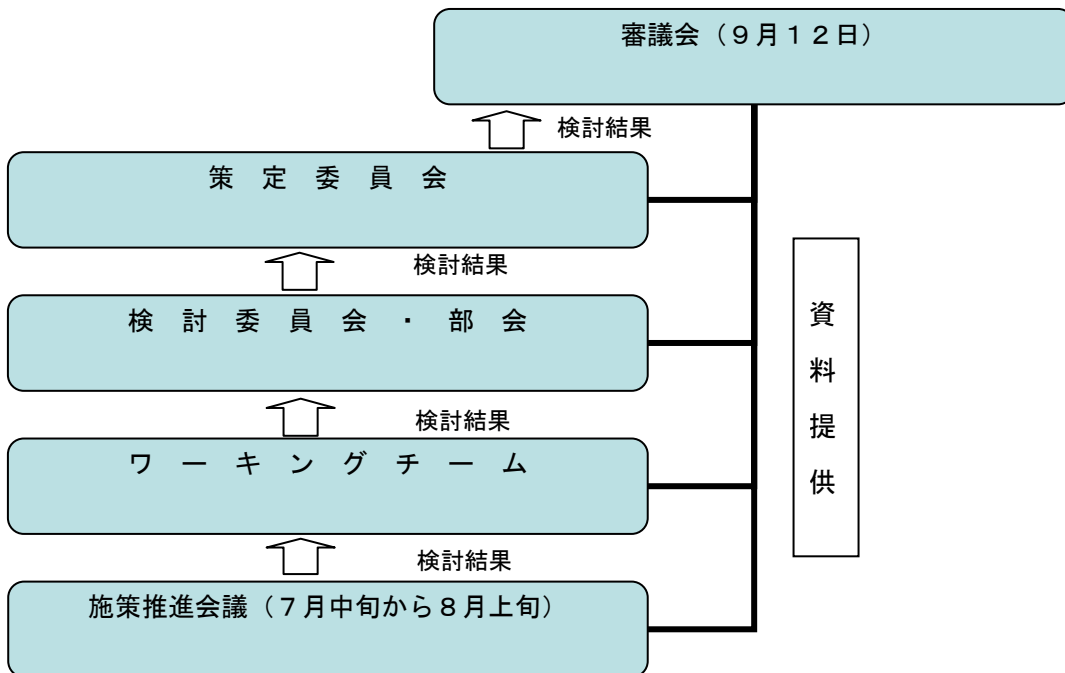 審議会（９月１２日）
検討結果
策　定　委　員　会
検討結果
検　討　委　員　会　・　部　会
検討結果
ワ　ー　キ　ン　グ　チ　ー　ム
検討結果
施策推進会議（７月中旬から８月上旬）
資
料
提
供